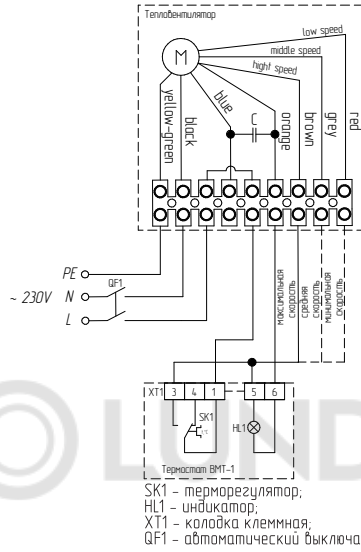 Тепловентилятор
low speed
middle speed
hight speed
M
yellow-green
black
blue
C
orange
brown
grey
red
PE
~ 230V
N
QF1
L
максимальная
скорость
средняя
скорость
минимальная
скорость
XT1
3
4
1
5
6
SK1
t°C
HL1
Термостат BMT-1
LUND
SK1 – терморегулятор;
HL1 – индикатор;
XT1 – колодка клеммная;
QF1 – автоматический выключа